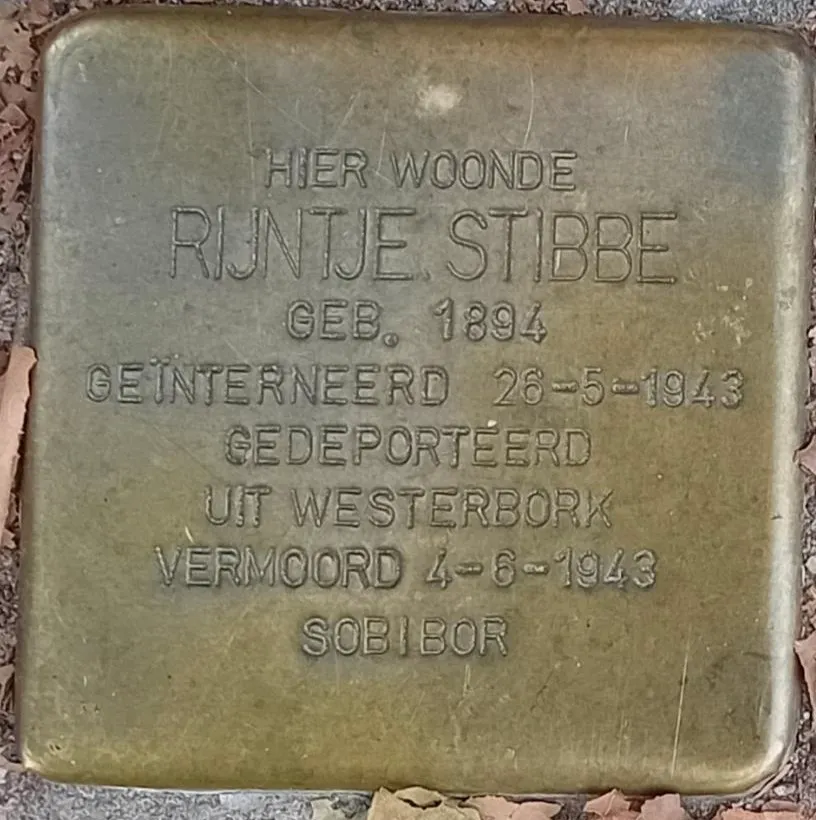 HIER WOONDE
RIJNTJE STIBBE
GEB. 1894
GEÏNTERNEERD 26-5-1943
GEDEPORTEERD
UIT WESTERBORK
VERMOORD 4-6-1943
SOBIBOR